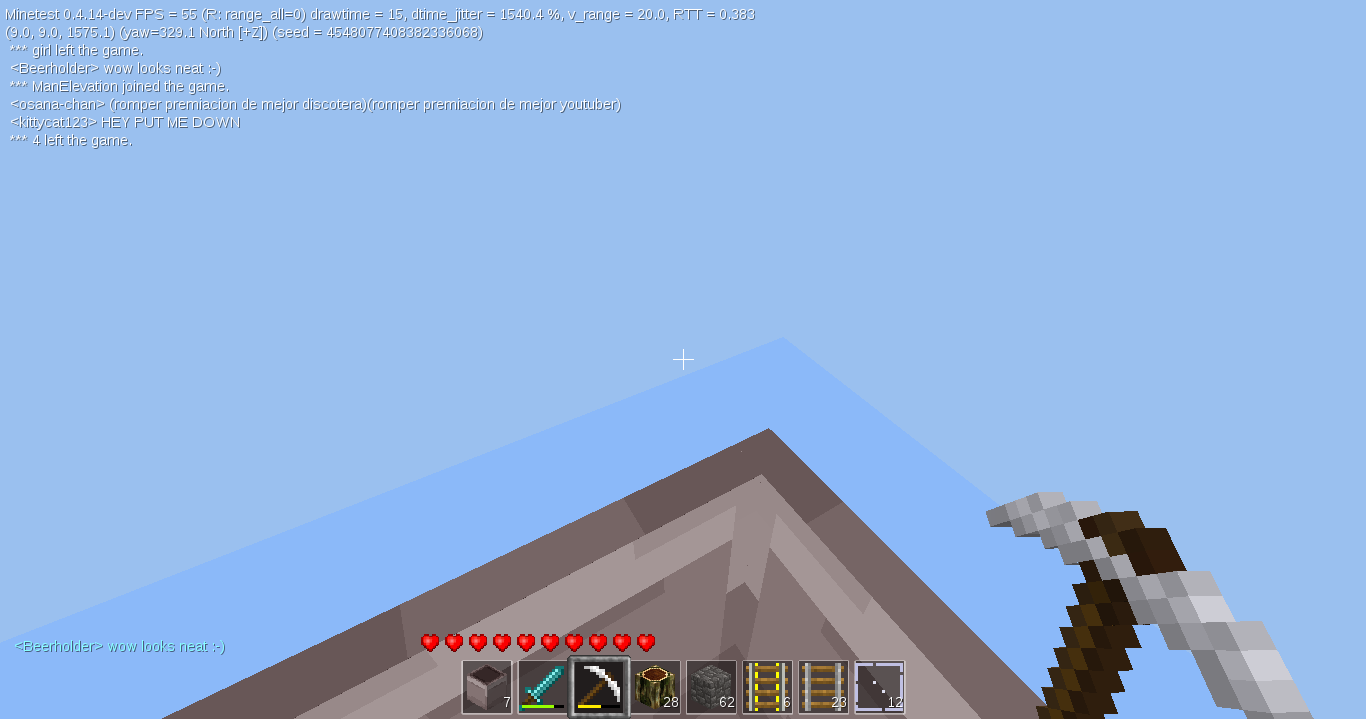 Minetest 0.4.14-dev FPS = 55 (R: range_all=0) drawtime = 15, dtime_jitter = 1540.4 %, v_range = 20.0, RTT = 0.383
(9.0, 9.0, 1575.1) (yaw=329.1 North [+Z]) (seed = 4548077408382336068)
*** girl left the game.
<Beerholder> wow looks neat :-)
*** ManElevation joined the game.
<osana-chan> (romper premiacion de mejor discotera)(romper premiacion de mejor youtuber)
<kittycat123> HEY PUT ME DOWN
*** 4 left the game.
<Beerholder> wow looks neat :-)
7 28 62 6 23 12